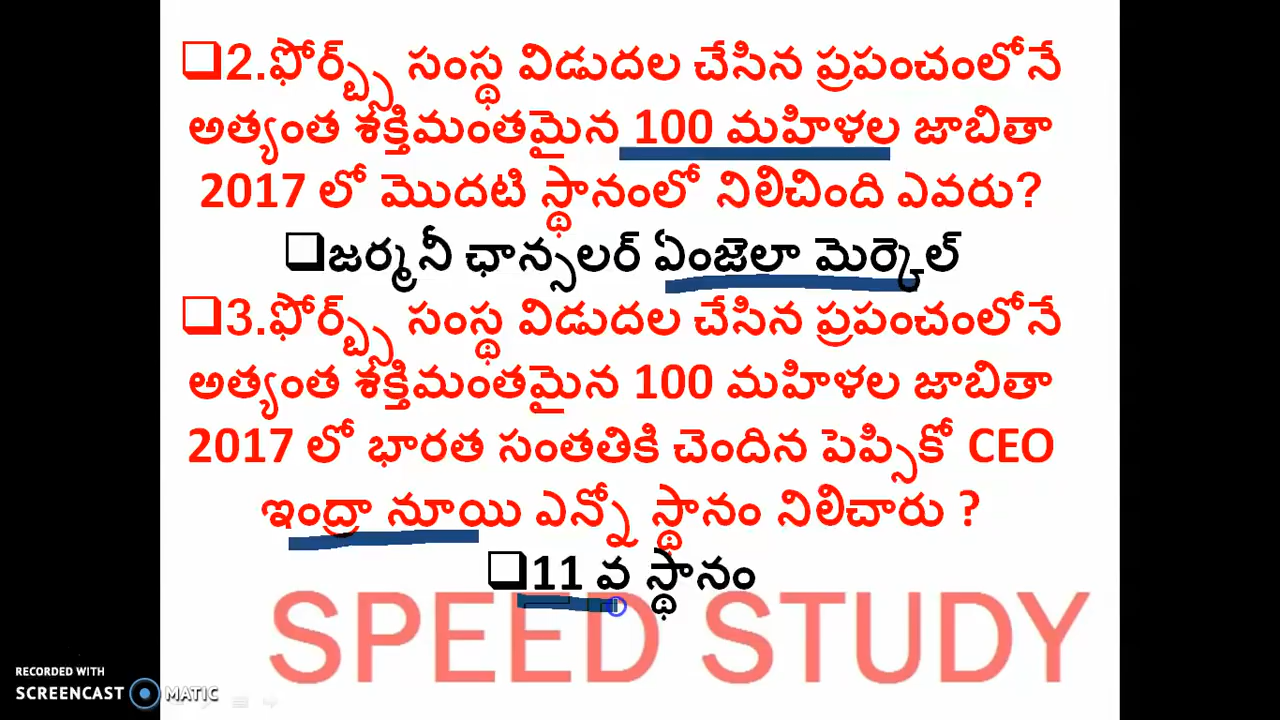 ❑2.ఫోర్బ్స్ సంస్థ విడుదల చేసిన ప్రపంచంలోనే
అత్యంత శక్తిమంతమైన 100 మహిళల జాబితా
2017 లో మొదటి స్థానంలో నిలిచింది ఎవరు?
❑జర్మనీ ఛాన్సలర్ ఏంజెలా మెర్కెల్
❑3.ఫోర్బ్స్ సంస్థ విడుదల చేసిన ప్రపంచంలోనే
అత్యంత శక్తిమంతమైన 100 మహిళల జాబితా
2017 లో భారత సంతతికి చెందిన పెప్సికో CEO
ఇంద్రా నూయి ఎన్నో స్థానం నిలిచారు ?
❑11 వ స్థానం
SPEED STUDY
RECORDED WITH
SCREENCAST MATIC